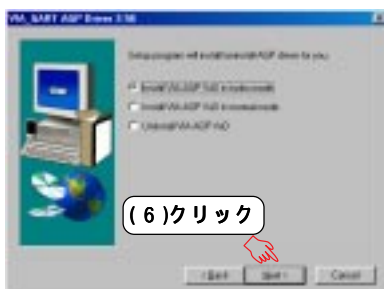 VIA_GART AGP Driver 3.56
Setup program will install/uninstall AGP driver for you.
Install VIA AGP VxD in turbo mode
Install VIA AGP VxD in normal mode
Uninstall VIA AGP VxD
(6)クリック
< Back
Next >
Cancel